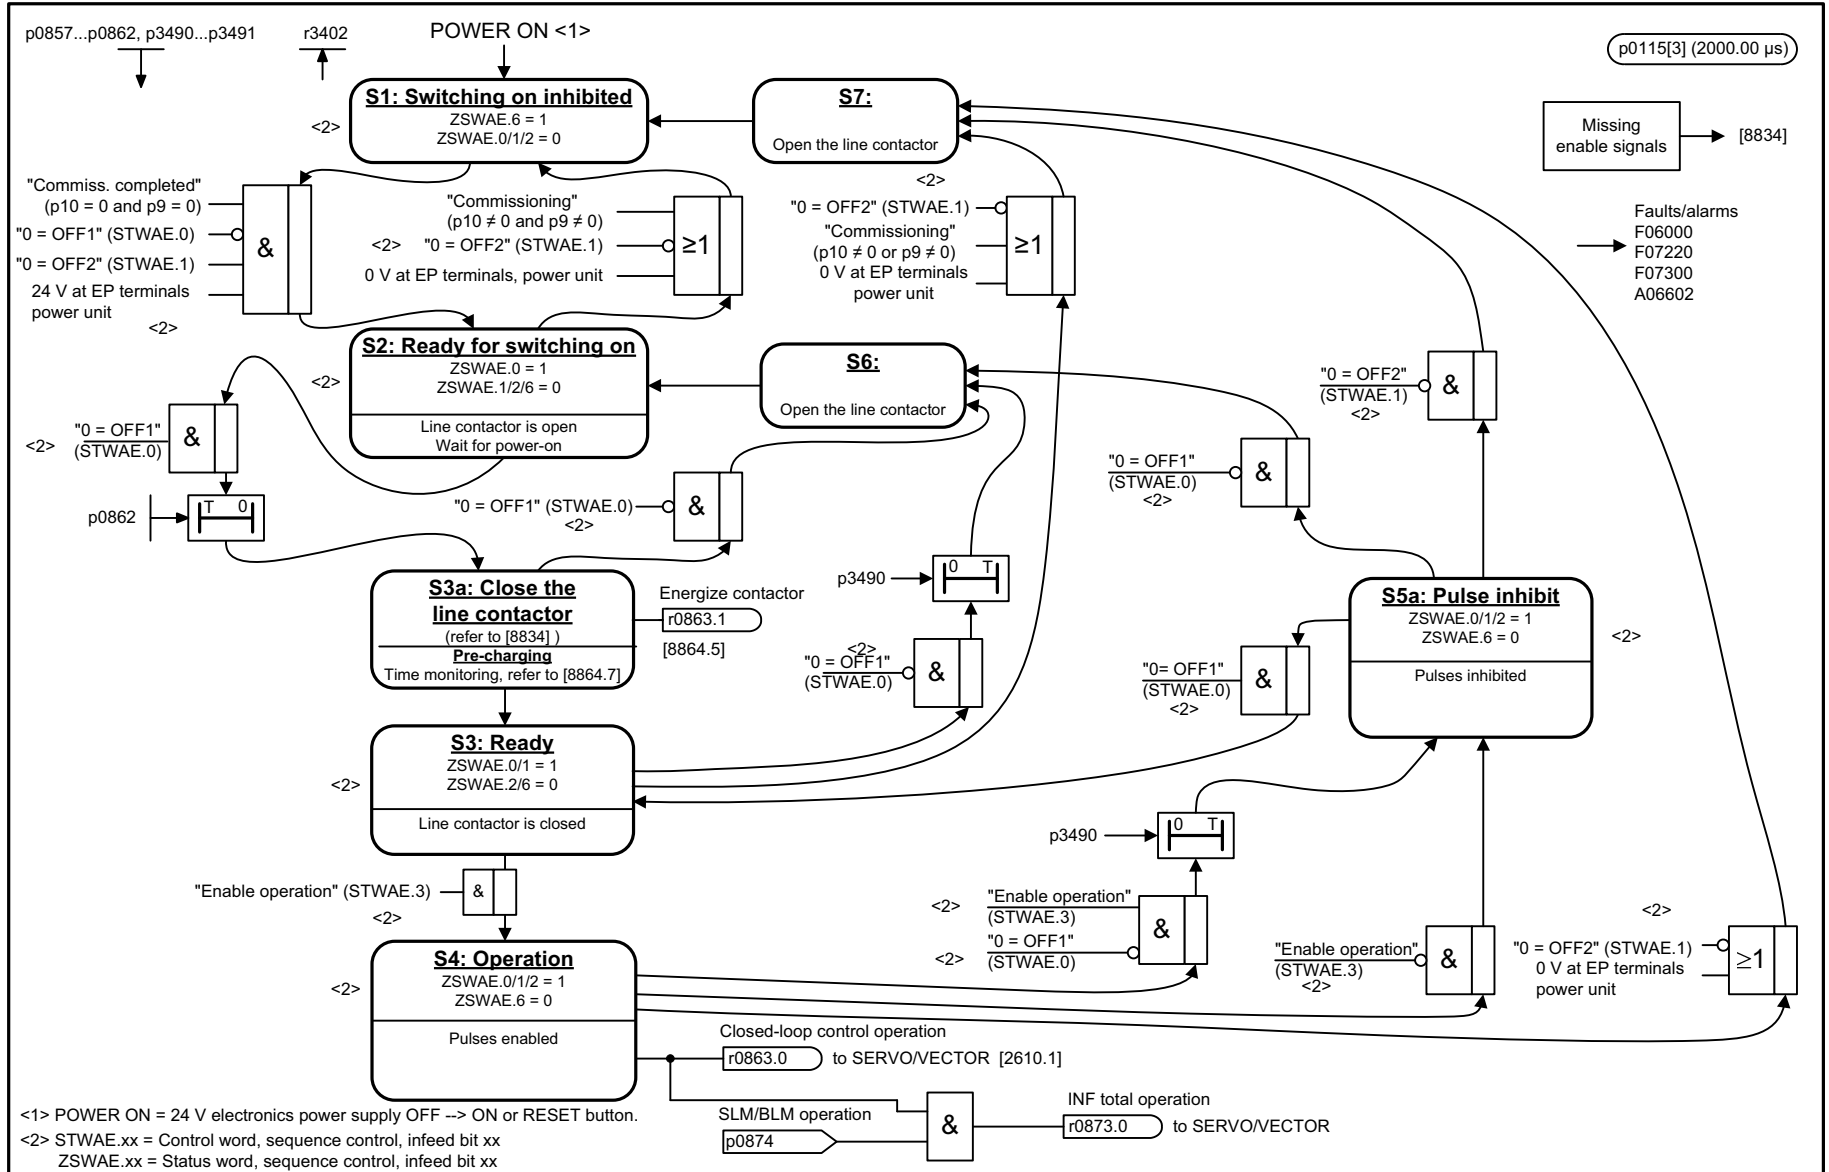 p0857...p0862, p3490...p3491
r3402
POWER ON <1>
p0115[3] (2000.00 µs)
S1: Switching on inhibited
ZSWAE.6 = 1
ZSWAE.0/1/2 = 0
<2>
S7:
Open the line contactor
Missing
enable signals
[8834]
"Commiss. completed"
(p10 = 0 and p9 = 0)
"0 = OFF1" (STWAE.0)
"0 = OFF2" (STWAE.1)
24 V at EP terminals
power unit
<2>
&
"Commissioning"
(p10 ≠ 0 and p9 ≠ 0)
<2> "0 = OFF2" (STWAE.1)
0 V at EP terminals, power unit
≥1
<2>
"0 = OFF2" (STWAE.1)
"Commissioning"
(p10 ≠ 0 or p9 ≠ 0)
0 V at EP terminals
power unit
≥1
Faults/alarms
F06000
F07220
F07300
A06602
S2: Ready for switching on
ZSWAE.0 = 1
ZSWAE.1/2/6 = 0
<2>
Line contactor is open
Wait for power-on
S6:
Open the line contactor
"0 = OFF2"
(STWAE.1)
<2>
&
<2>
"0 = OFF1"
(STWAE.0)
&
p0862
T 0
"0 = OFF1" (STWAE.0)
<2>
&
"0 = OFF1"
(STWAE.0)
<2>
&
S3a: Close the
line contactor
(refer to [8834] )
Pre-charging
Time monitoring, refer to [8864.7]
Energize contactor
r0863.1
[8864.5]
p3490
0 T
<2>
"0 = OFF1"
(STWAE.0)
&
S5a: Pulse inhibit
ZSWAE.0/1/2 = 1
ZSWAE.6 = 0
<2>
Pulses inhibited
"0= OFF1"
(STWAE.0)
<2>
&
S3: Ready
ZSWAE.0/1 = 1
ZSWAE.2/6 = 0
<2>
Line contactor is closed
p3490
0 T
"Enable operation" (STWAE.3)
<2>
&
<2>
"Enable operation"
(STWAE.3)
<2>
"0 = OFF1"
(STWAE.0)
&
"Enable operation"
(STWAE.3)
<2>
&
<2>
"0 = OFF2" (STWAE.1)
0 V at EP terminals
power unit
≥1
S4: Operation
ZSWAE.0/1/2 = 1
ZSWAE.6 = 0
<2>
Pulses enabled
Closed-loop control operation
r0863.0
to SERVO/VECTOR [2610.1]
SLM/BLM operation
p0874
&
INF total operation
r0873.0
to SERVO/VECTOR
<1> POWER ON = 24 V electronics power supply OFF --> ON or RESET button.
<2> STWAE.xx = Control word, sequence control, infeed bit xx
ZSWAE.xx = Status word, sequence control, infeed bit xx